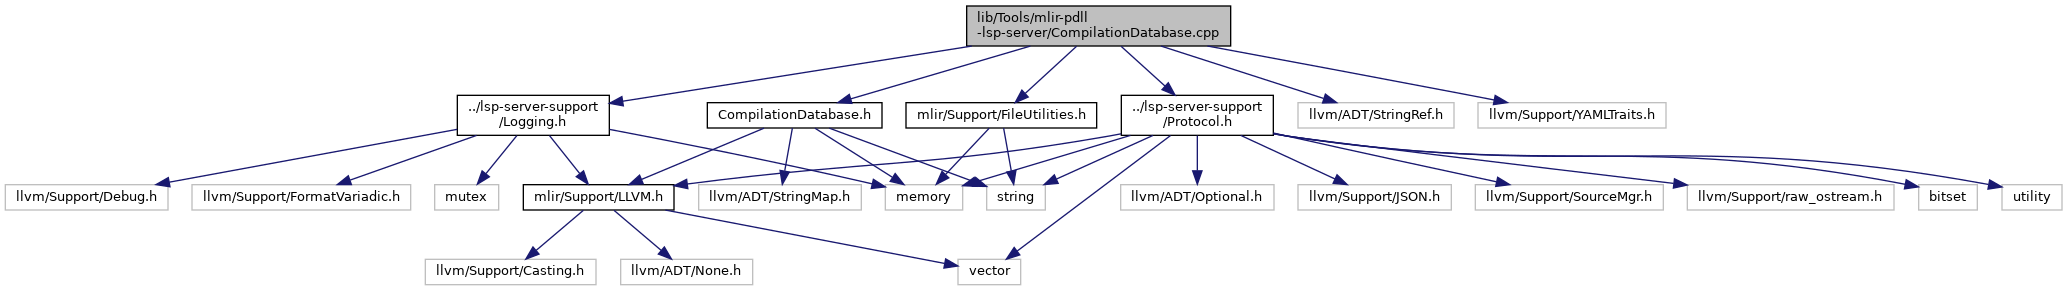 lib/Tools/mlir-pdll
-lsp-server/CompilationDatabase.cpp
../lsp-server-support
/Logging.h
CompilationDatabase.h
mlir/Support/FileUtilities.h
../lsp-server-support
/Protocol.h
llvm/ADT/StringRef.h
llvm/Support/YAMLTraits.h
llvm/Support/Debug.h
llvm/Support/FormatVariadic.h
mutex
mlir/Support/LLVM.h
llvm/ADT/StringMap.h
memory
string
llvm/ADT/Optional.h
llvm/Support/JSON.h
llvm/Support/SourceMgr.h
llvm/Support/raw_ostream.h
bitset
utility
llvm/Support/Casting.h
llvm/ADT/None.h
vector